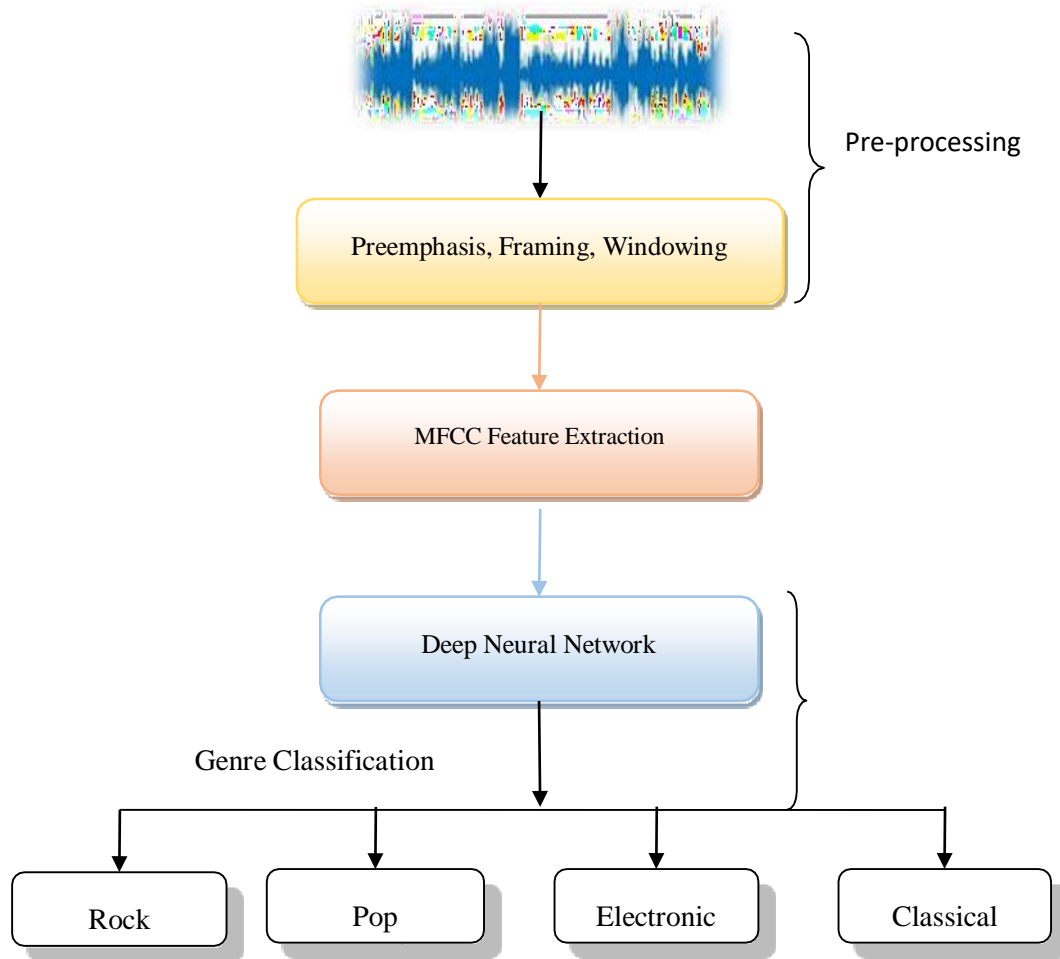 Pre-processing
Preemphasis, Framing, Windowing
MFCC Feature Extraction
Deep Neural Network
Genre Classification
Rock
Pop
Electronic
Classical